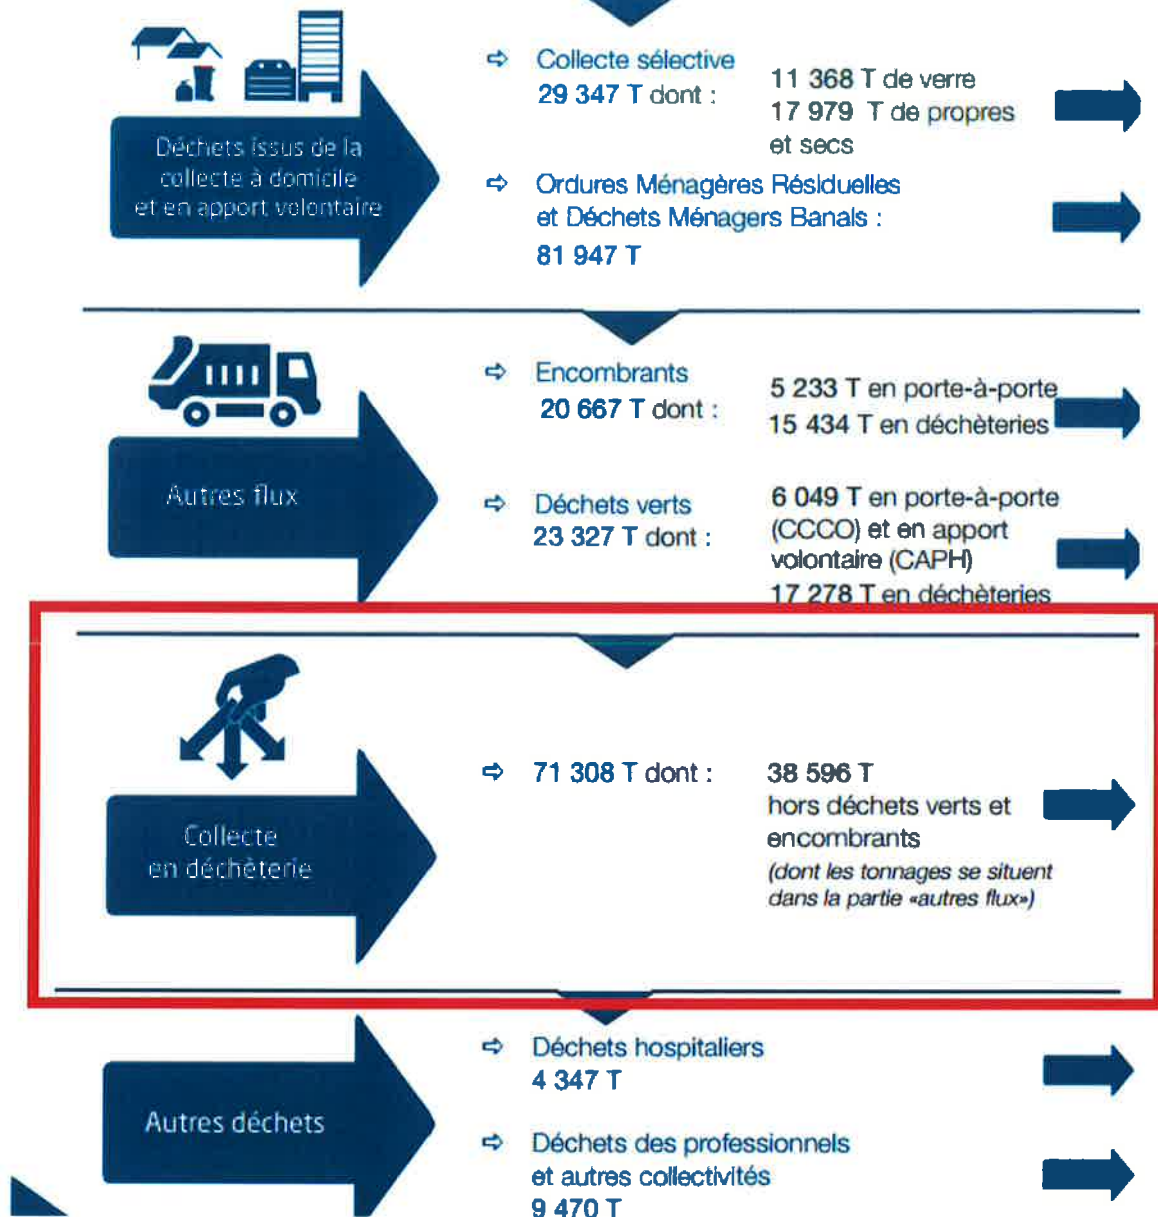 Déchets issus de la
collecte à domicile
et en apport volontaire
⇨ Collecte sélective
29 347 T dont :
11 368 T de verre
17 979 T de propres
et secs
⇨ Ordures Ménagères Résiduelles
et Déchets Ménagers Banals :
81 947 T
Autres flux
⇨ Encombrants
20 667 T dont :
5 233 T en porte-à-porte
15 434 T en déchèteries
⇨ Déchets verts
23 327 T dont :
6 049 T en porte-à-porte
(CCCO) et en apport
volontaire (CAPH)
17 278 T en déchèteries
Collecte
en déchèterie
⇨ 71 308 T dont :
38 596 T
hors déchets verts et
encombrants
(dont les tonnages se situent
dans la partie «autres flux»)
Autres déchets
⇨ Déchets hospitaliers
4 347 T
⇨ Déchets des professionnels
et autres collectivités
9 470 T